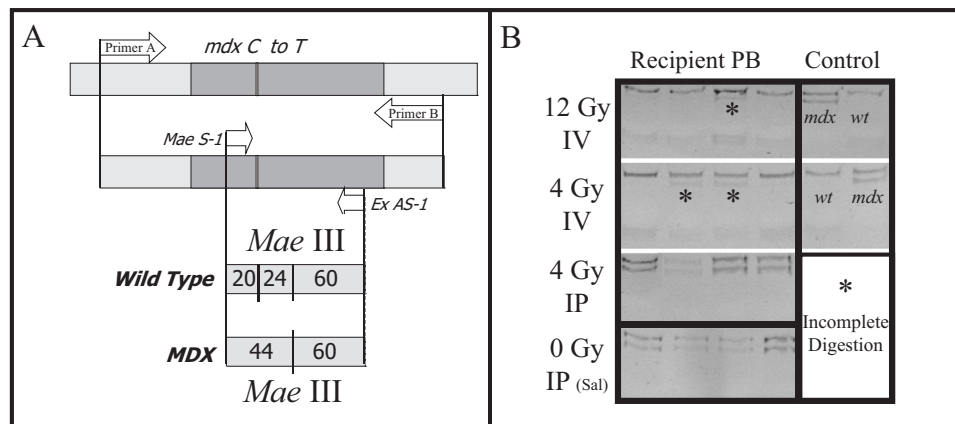 A
Primer A
mdx C to T
Primer B
Mae S-1
Ex AS-1
Mae III
Wild Type
20 24 60
MDX
44 60
Mae III
B
Recipient PB
Control
12 Gy
IV
*
mdx wt
4 Gy
IV
* *
wt mdx
4 Gy
IP
*
Incomplete
Digestion
0 Gy
IP (Sal)